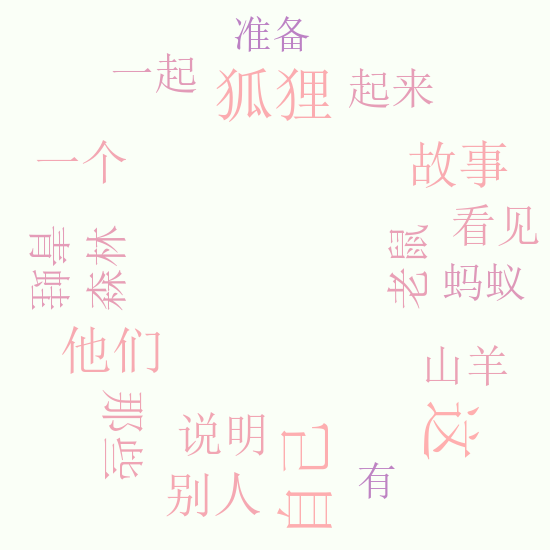 准备
一起
狐狸
起来
一个
故事
看见
青蛙
森林
老鼠
蚂蚁
他们
山羊
那些
这
说明
自己
别人
有